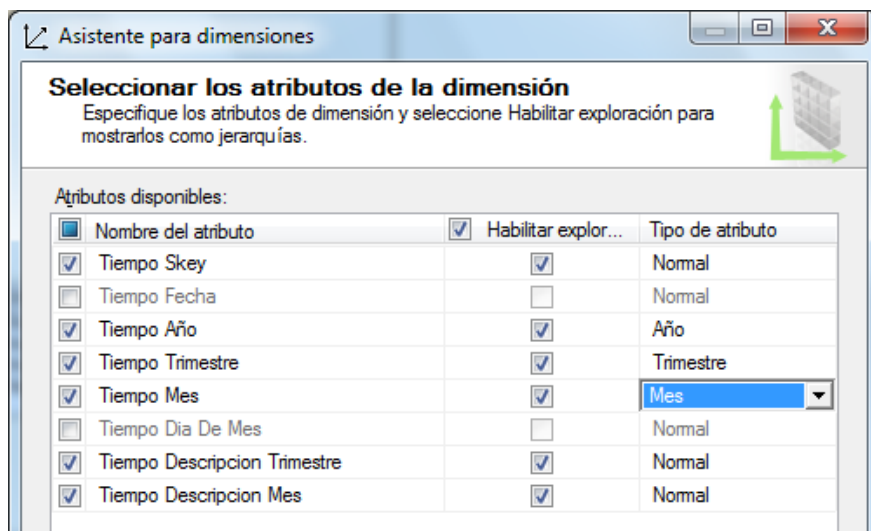 Asistente para dimensiones
Seleccionar los atributos de la dimensión
Especifique los atributos de dimensión y seleccione Habilitar exploración para
mostrarlos como jerarquías.
Atributos disponibles:
Nombre del atributo Habilitar explor... Tipo de atributo
Tiempo Skey Normal
Tiempo Fecha Normal
Tiempo Año Año
Tiempo Trimestre Trimestre
Tiempo Mes Mes
Tiempo Dia De Mes Normal
Tiempo Descripcion Trimestre Normal
Tiempo Descripcion Mes Normal